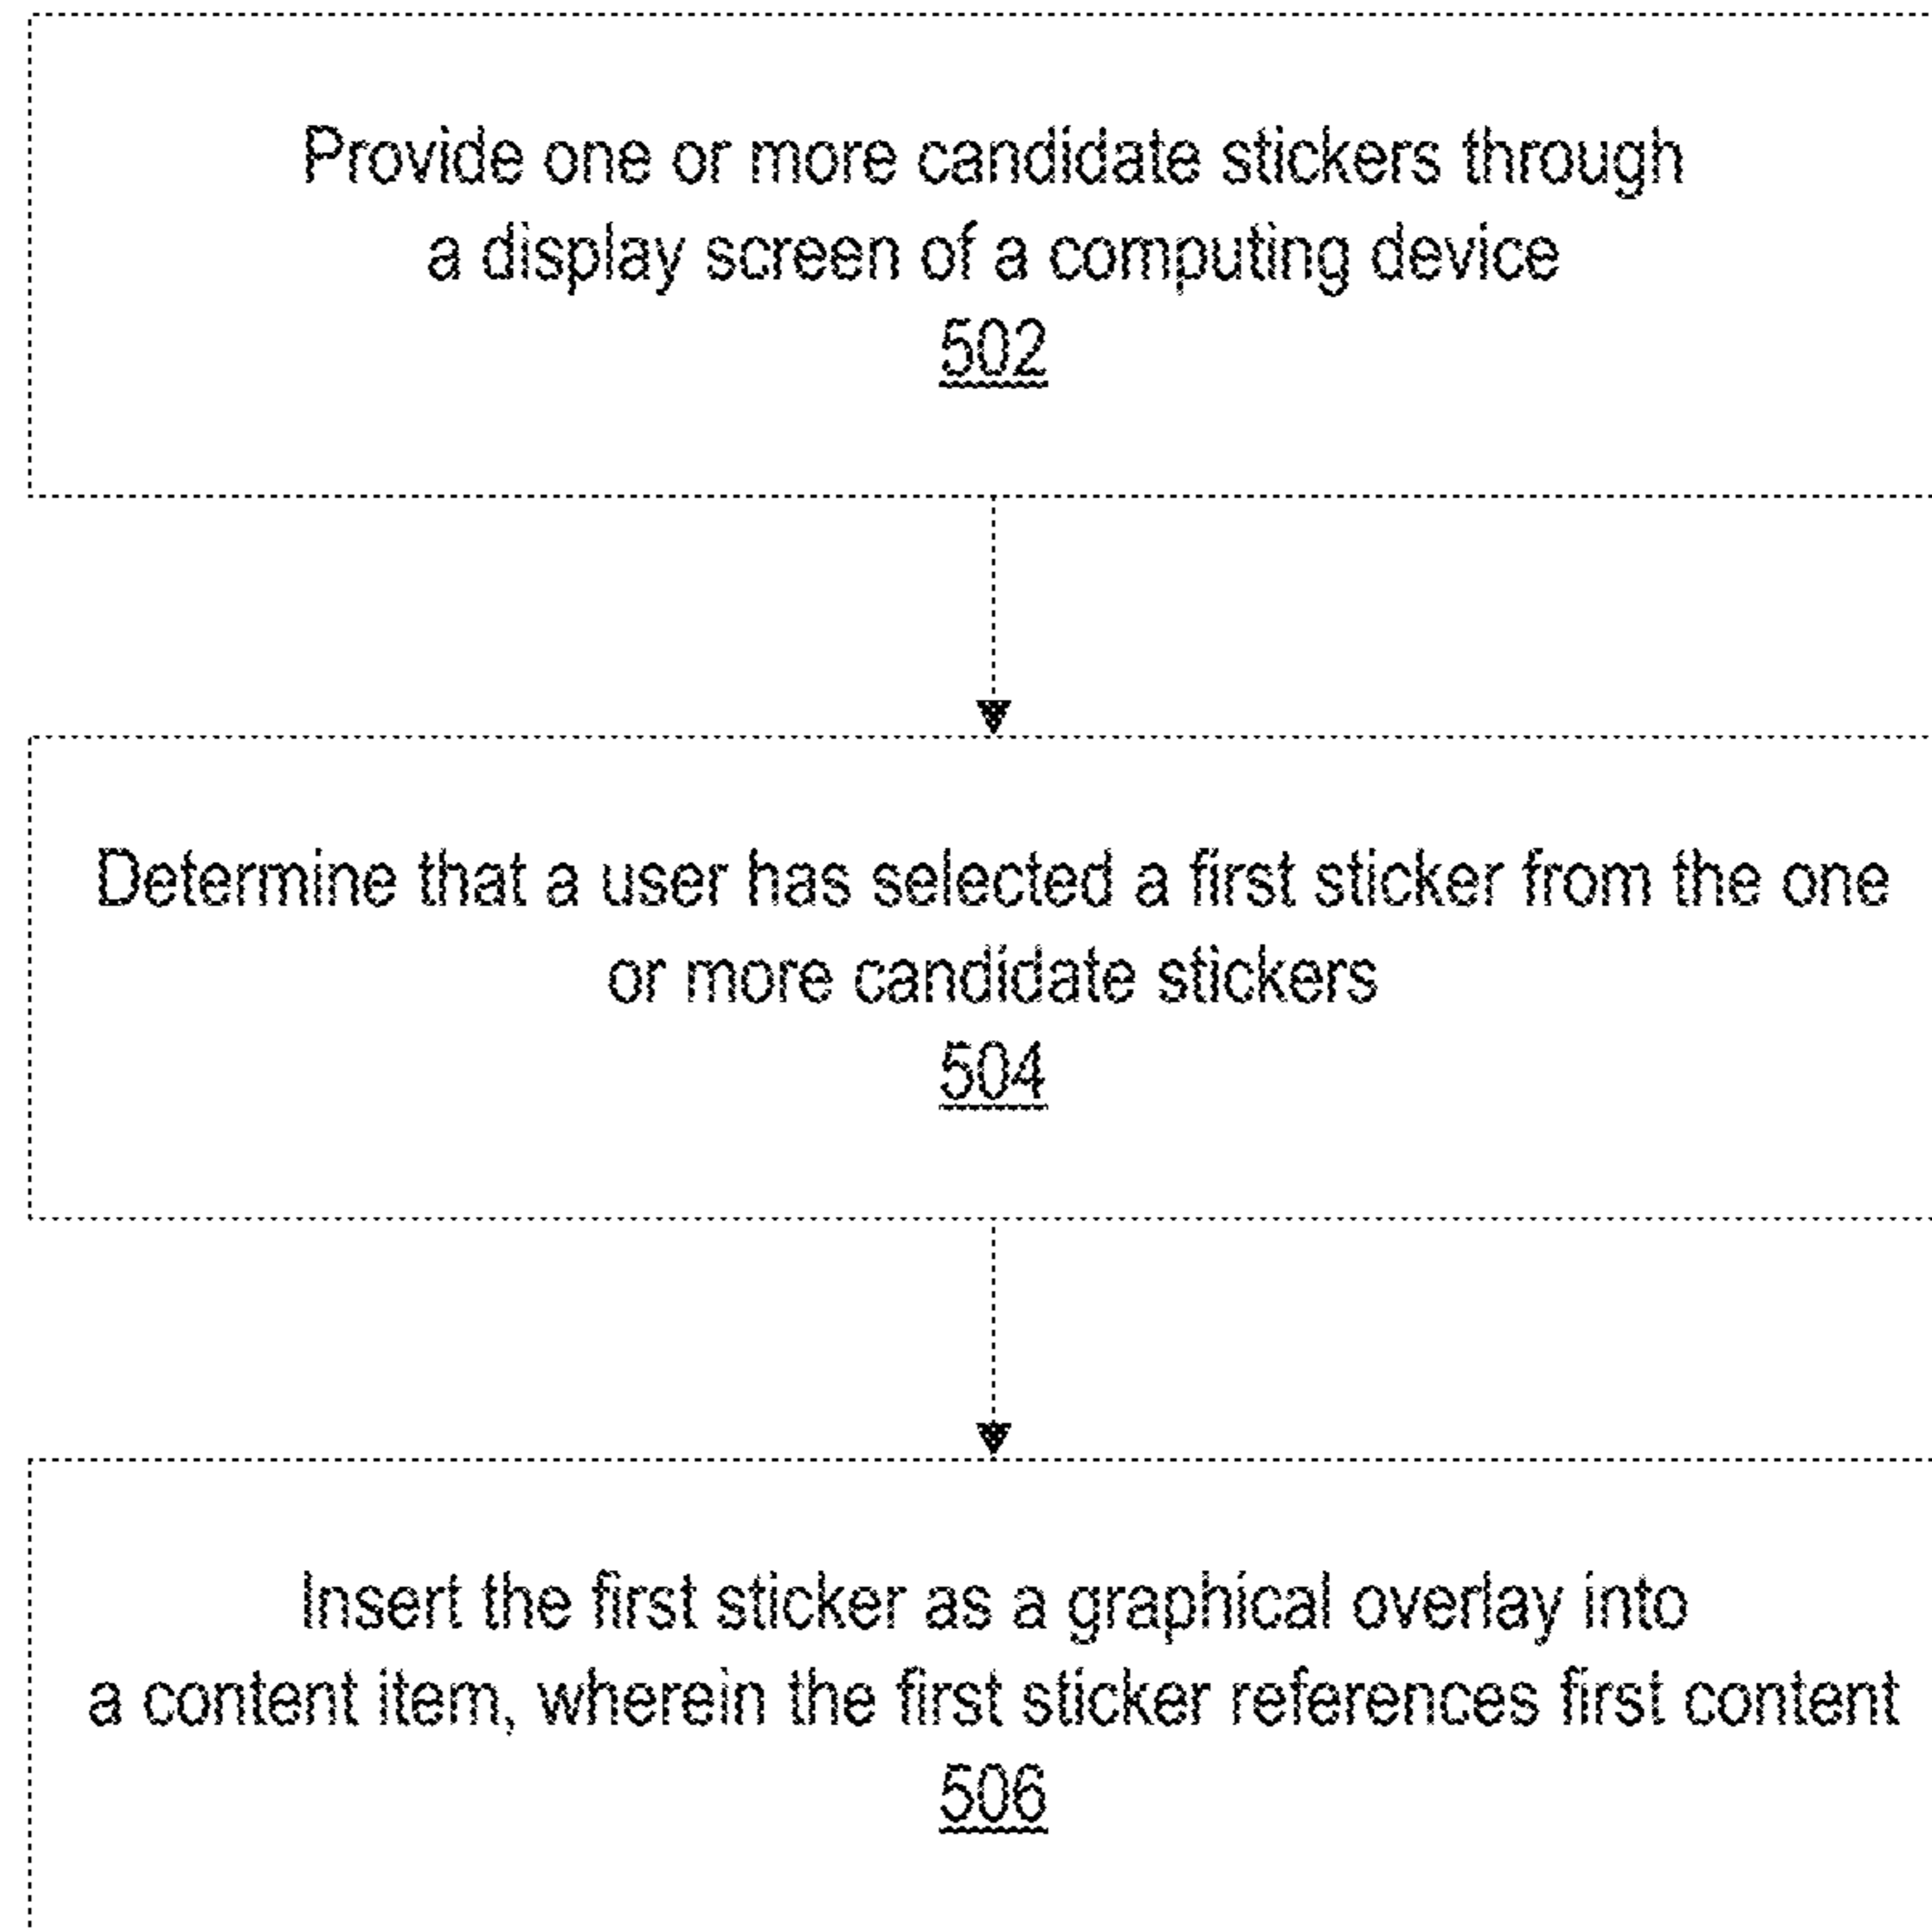 Provide one or more candidate stickers through
a display screen of a computing device
502
Determine that a user has selected a first sticker from the one
or more candidate stickers
504
Insert the first sticker as a graphical overlay into
a content item, wherein the first sticker references first content
506